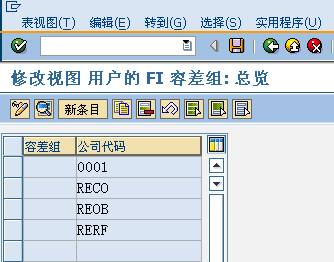 表视图(T) 编辑(E) 转到(G) 选择(S) 实用程序(U)
修改视图 用户的 FI 容差组: 总览
新条目
容差组 公司代码
0001
RECO
REOB
RERF